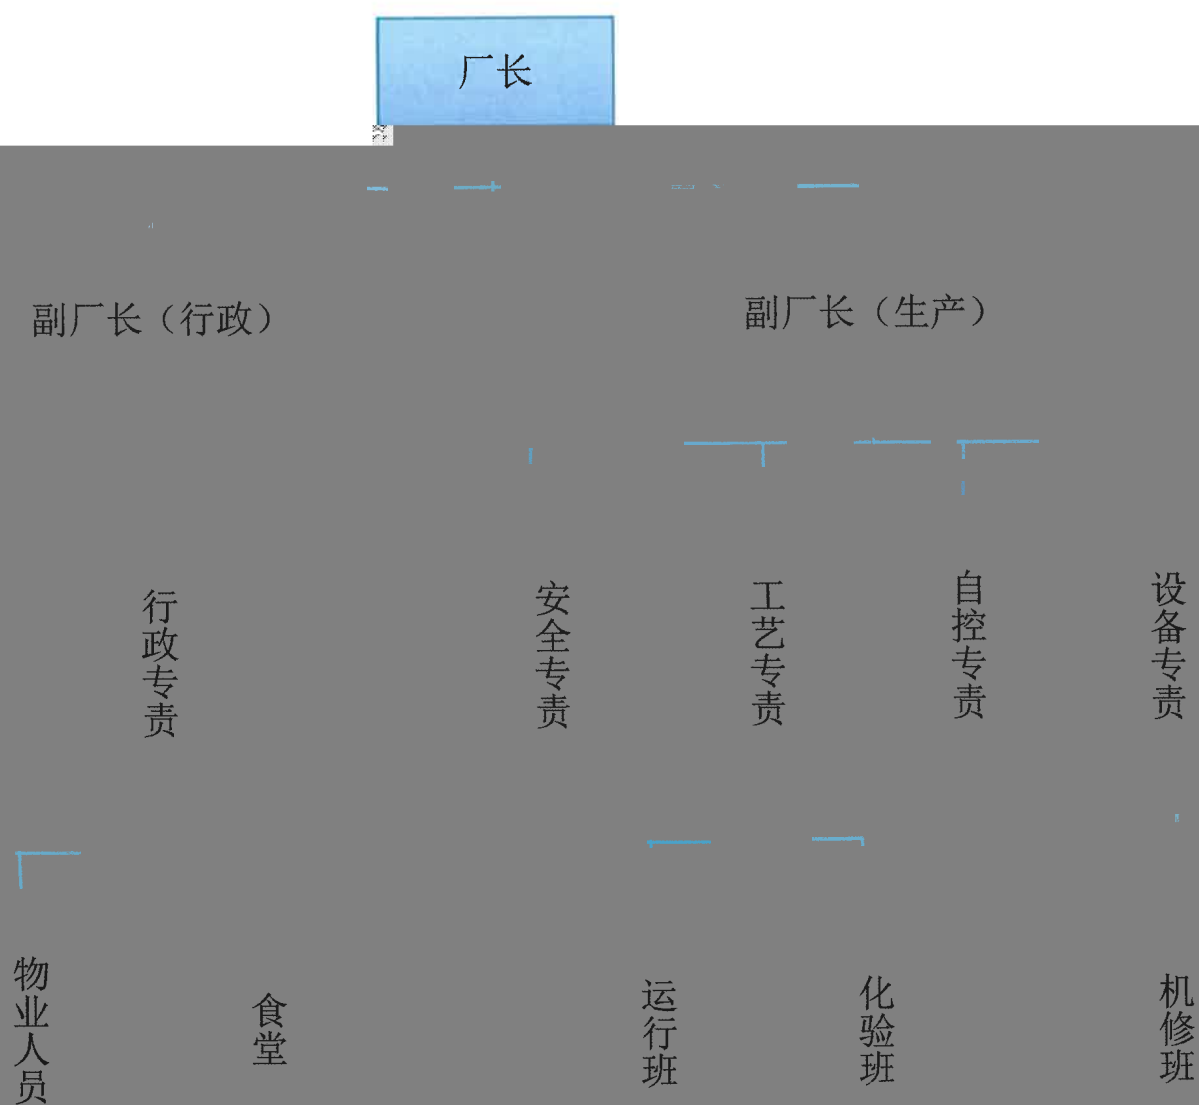 厂长
副厂长（行政）
副厂长（生产）
行政专责
安全专责
工艺专责
自控专责
设备专责
物业人员
食堂
运行班
化验班
机修班